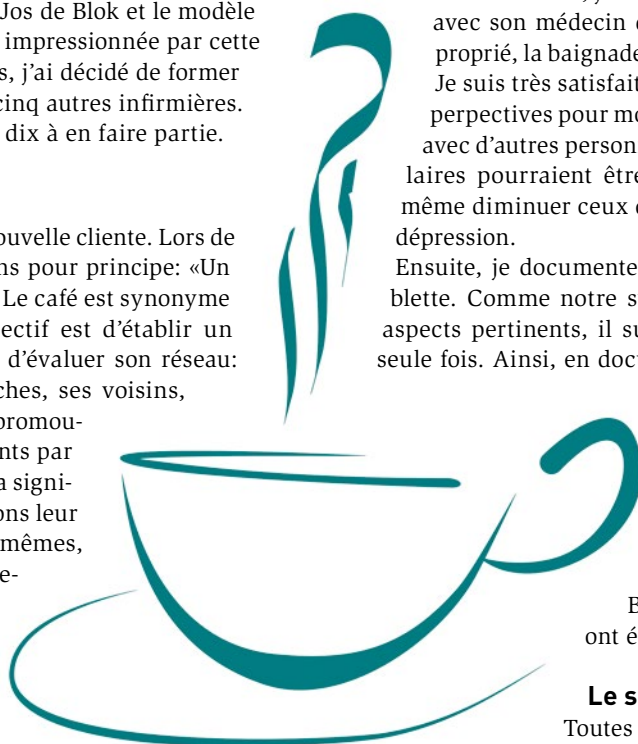 Jos de Blok et le modèle
impressionnée par cette
s, j’ai décidé de former
cinq autres infirmières.
dix à en faire partie.
ouvelle cliente. Lors de
ns pour principe: «Un
Le café est synonyme
ectif est d’établir un
d’évaluer son réseau:
ches, ses voisins,
promou-
nts par
a signi-
ons leur
mêmes,
e-
avec son médecin
proprié, la baignade
Je suis très satisfait
perpectives pour mo
avec d’autres person
laires pourraient être
même diminuer ceux
dépression.
Ensuite, je documente
blette. Comme notre s
aspects pertinents, il su
seule fois. Ainsi, en doc
B
ont é
Le s
Toutes